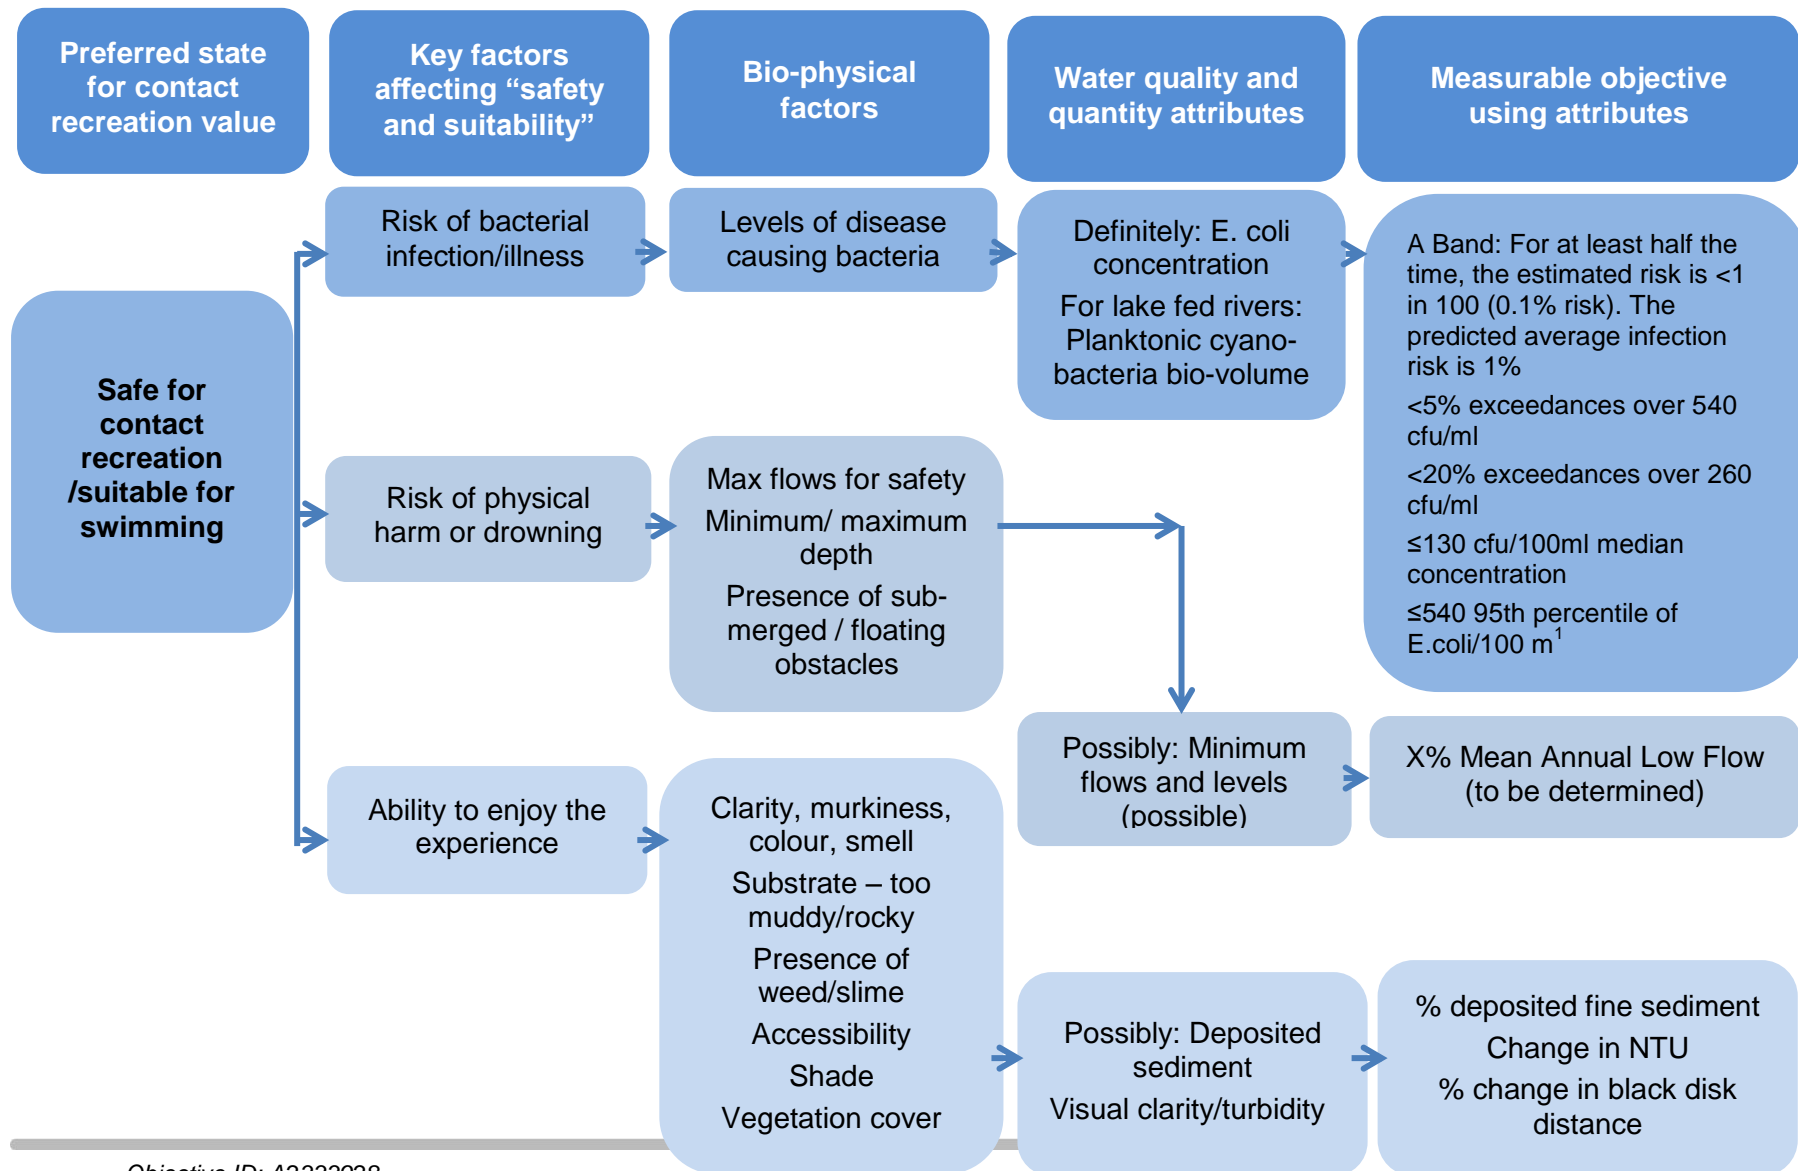 Preferred state
for contact
recreation value
Key factors
affecting “safety
and suitability”
Bio-physical
factors
Water quality and
quantity attributes
Measurable objective
using attributes
Safe for
contact
recreation
/suitable for
swimming
Risk of bacterial
infection/illness
Levels of disease
causing bacteria
Definitely: E. coli
concentration
For lake fed rivers:
Planktonic cyano-
bacteria bio-volume
A Band: For at least half the
time, the estimated risk is <1
in 100 (0.1% risk). The
predicted average infection
risk is 1%
<5% exceedances over 540
cfu/ml
<20% exceedances over 260
cfu/ml
≤130 cfu/100ml median
concentration
≤540 95th percentile of
E.coli/100 m1
Risk of physical
harm or drowning
Max flows for safety
Minimum/ maximum
depth
Presence of sub-
merged / floating
obstacles
Possibly: Minimum
flows and levels
(possible)
X% Mean Annual Low Flow
(to be determined)
Ability to enjoy the
experience
Clarity, murkiness,
colour, smell
Substrate – too
muddy/rocky
Presence of
weed/slime
Accessibility
Shade
Vegetation cover
Possibly: Deposited
sediment
Visual clarity/turbidity
% deposited fine sediment
Change in NTU
% change in black disk
distance
Objective ID: